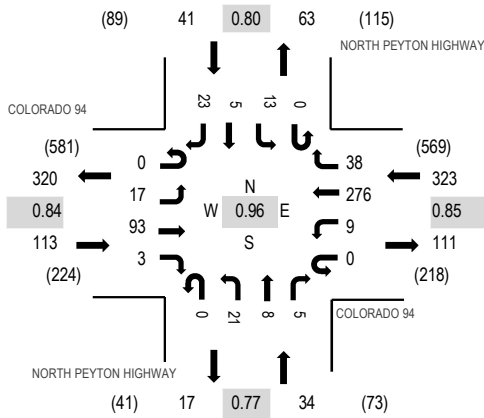 (89) 41 0.80 63 (115)
NORTH PEYTON HIGHWAY
COLORADO 94
23 5 13 0
(581) (569)
320 0 38 323
17 N 276
0.84 W 0.96 E 0.85
93 S 9
113 3 0 111
(224) (218)
0 21 8 5
COLORADO 94
NORTH PEYTON HIGHWAY
(41) 17 0.77 34 (73)